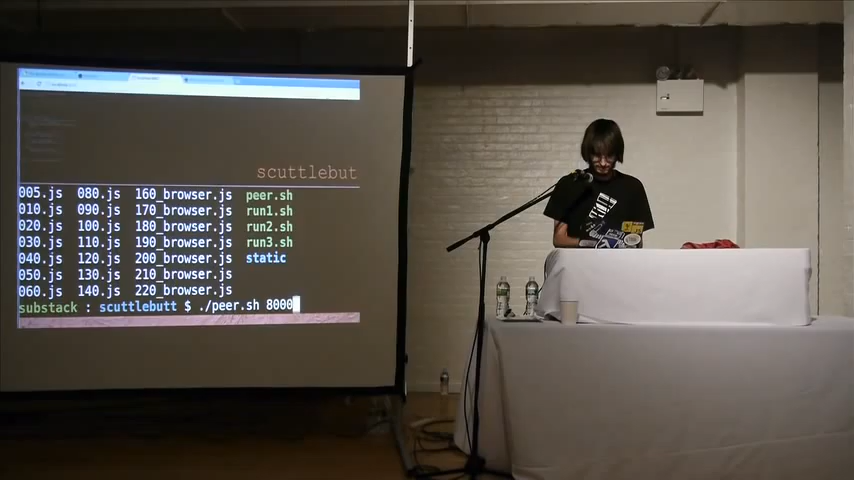 scuttlebut
005.js 080.js 160_browser.js peer.sh
010.js 090.js 170_browser.js run1.sh
020.js 100.js 180_browser.js run2.sh
030.js 110.js 190_browser.js run3.sh
040.js 120.js 200_browser.js static
050.js 130.js 210_browser.js
060.js 140.js 220_browser.js
substack : scuttlebutt $ ./peer.sh 8000